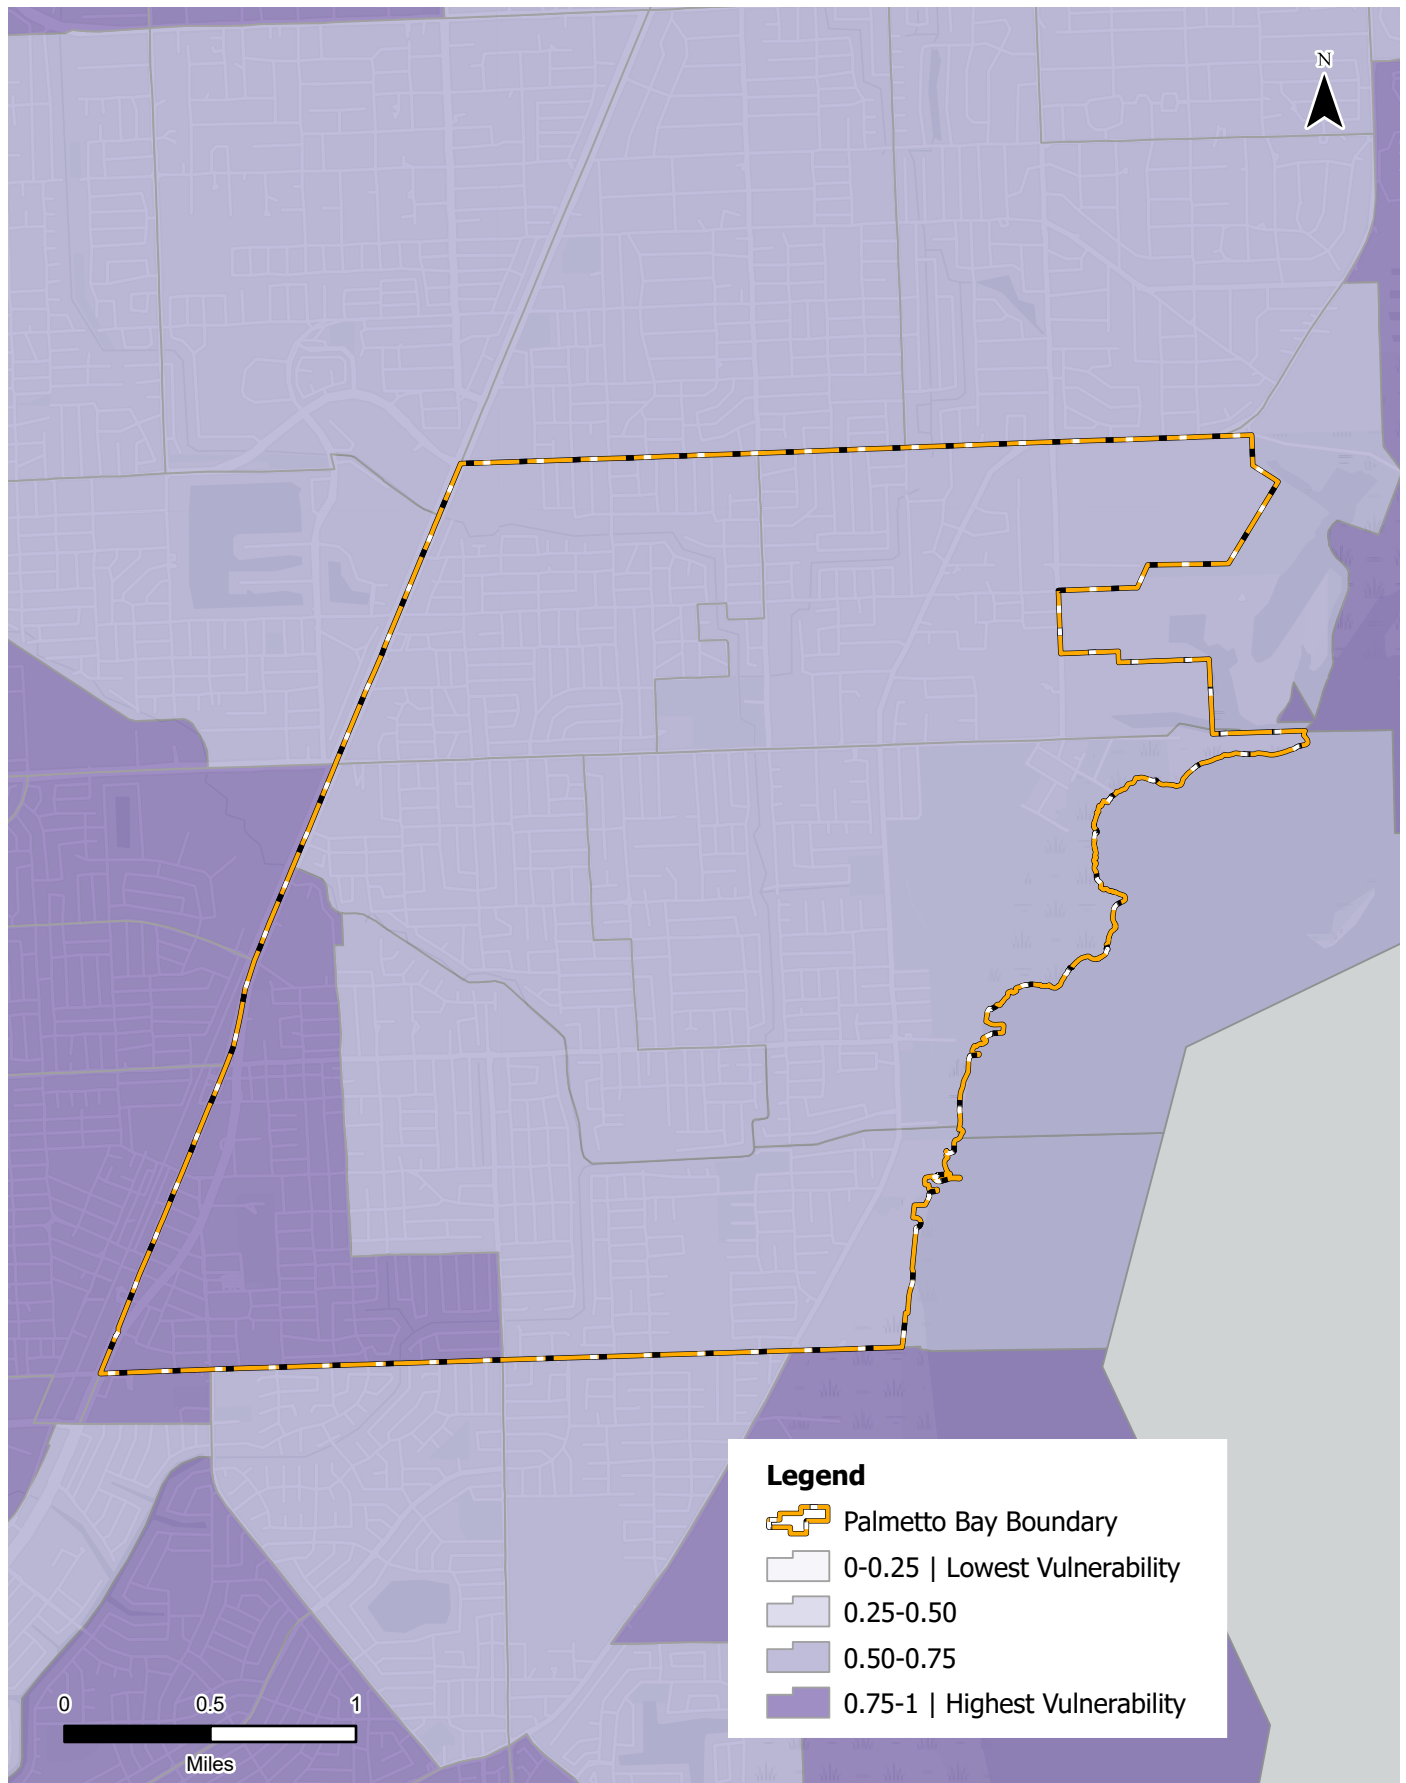 N
Legend
Palmetto Bay Boundary
0-0.25 | Lowest Vulnerability
0.25-0.50
0.50-0.75
0.75-1 | Highest Vulnerability
0 0.5 1
Miles